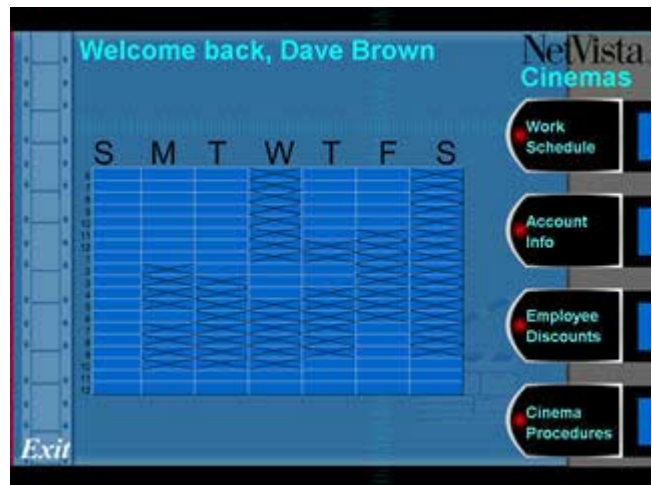 Welcome back, Dave Brown
NetVista
Cinemas
S M T W T F S
Work
Schedule
Account
Info
Employee
Discounts
Cinema
Procedures
Exit